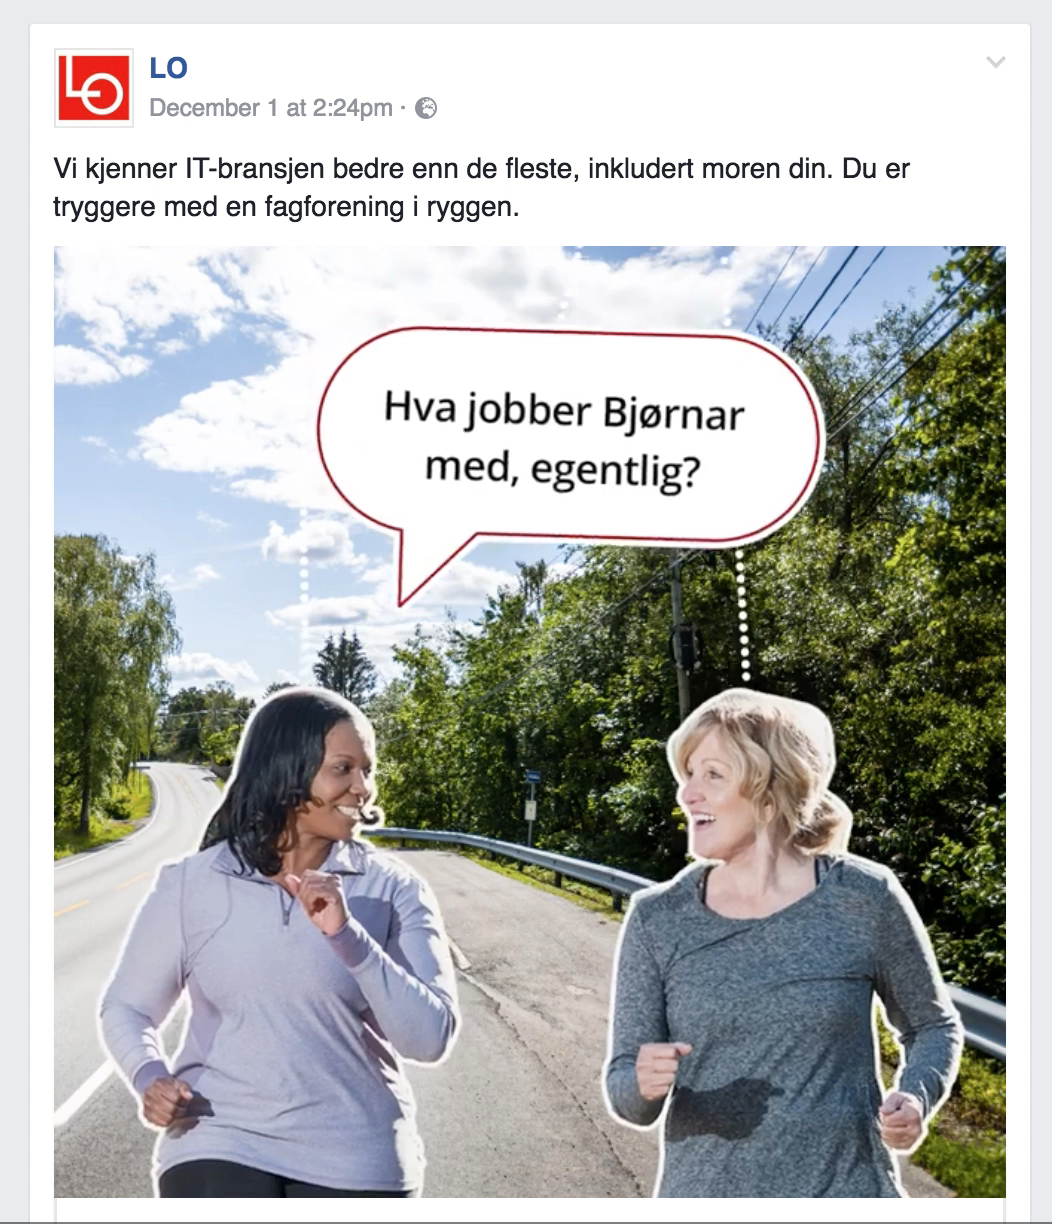 LO
LO
December 1 at 2:24pm ·
Vi kjenner IT-bransjen bedre enn de fleste, inkludert moren din. Du er
tryggere med en fagforening i ryggen.
Hva jobber Bjørnar
med, egentlig?